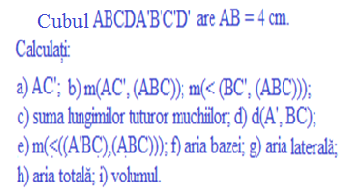 Cubul ABCDA'B'C'D' are AB = 4 cm.
Calculați:
a) AC'; b) m(AC', (ABC)); m(< (BC', (ABC)));
c) suma lungimilor tuturor muchiilor; d) d(A', BC);
e) m(<((A'BC),(ABC))); f) aria bazei; g) aria laterală;
h) aria totală; i) volumul.